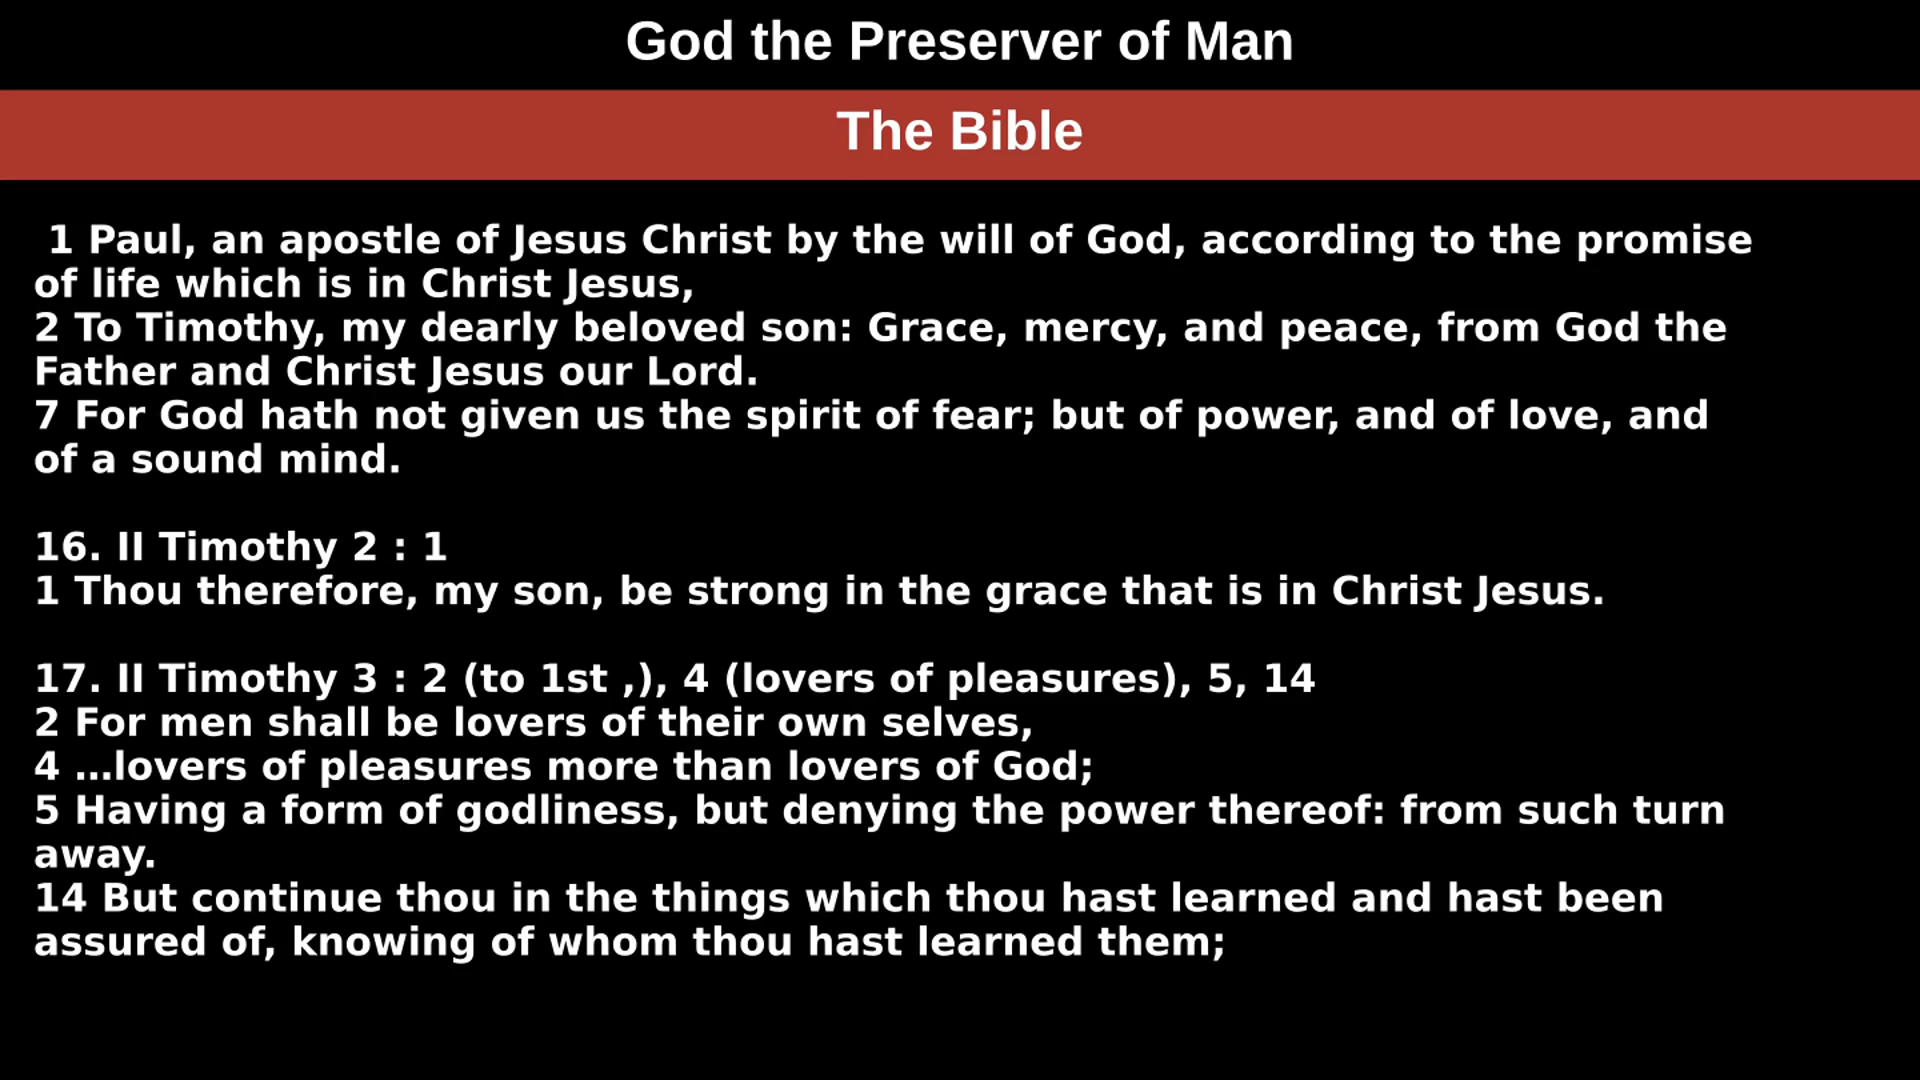 God the Preserver of Man
The Bible
1 Paul, an apostle of Jesus Christ by the will of God, according to the promise
of life which is in Christ Jesus,
2 To Timothy, my dearly beloved son: Grace, mercy, and peace, from God the
Father and Christ Jesus our Lord.
7 For God hath not given us the spirit of fear; but of power, and of love, and
of a sound mind.
16. II Timothy 2 : 1
1 Thou therefore, my son, be strong in the grace that is in Christ Jesus.
17. II Timothy 3 : 2 (to 1st ,), 4 (lovers of pleasures), 5, 14
2 For men shall be lovers of their own selves,
4 …lovers of pleasures more than lovers of God;
5 Having a form of godliness, but denying the power thereof: from such turn
away.
14 But continue thou in the things which thou hast learned and hast been
assured of, knowing of whom thou hast learned them;